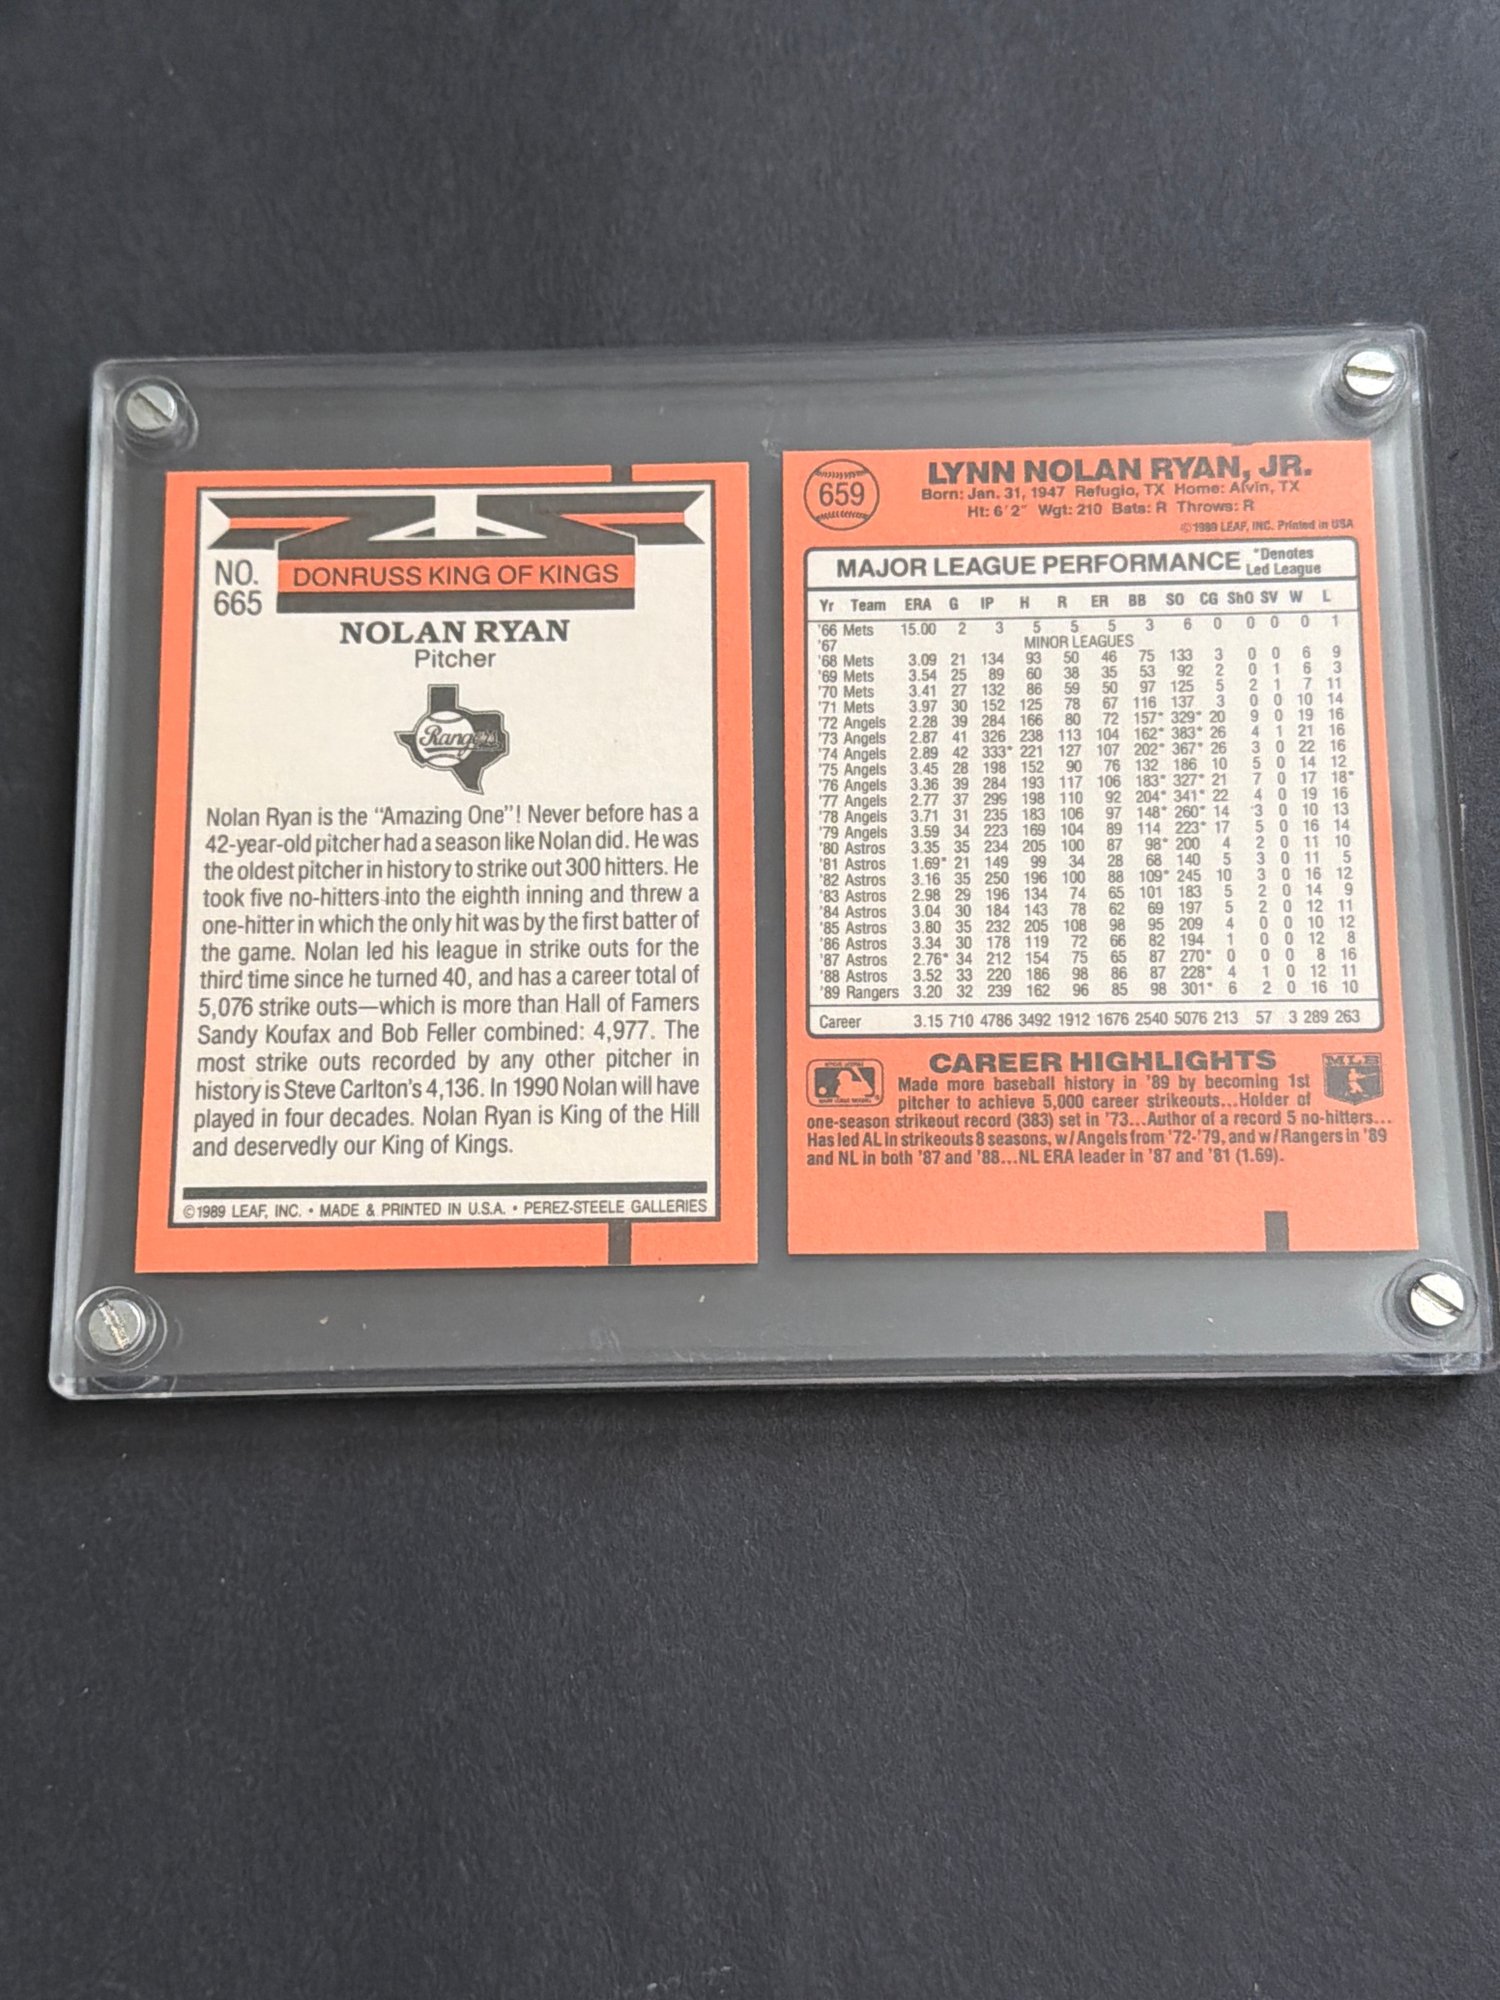 NO.
665
DONRUSS KING OF KINGS
NOLAN RYAN
Pitcher
Rangers
Nolan Ryan is the "Amazing One"! Never before has a
42-year-old pitcher had a season like Nolan did. He was
the oldest pitcher in history to strike out 300 hitters. He
took five no-hitters into the eighth inning and threw a
one-hitter in which the only hit was by the first batter of
the game. Nolan led his league in strike outs for the
third time since he turned 40, and has a career total of
5,076 strike outs—which is more than Hall of Famers
Sandy Koufax and Bob Feller combined: 4,977. The
most strike outs recorded by any other pitcher in
history is Steve Carlton's 4,136. In 1990 Nolan will have
played in four decades. Nolan Ryan is King of the Hill
and deservedly our King of Kings.
©1989 LEAF, INC. • MADE & PRINTED IN U.S.A. • PEREZ-STEELE GALLERIES
659
LYNN NOLAN RYAN, JR.
Born: Jan. 31, 1947 Refugio, TX Home: Alvin, TX
Ht: 6'2" Wgt: 210 Bats: R Throws: R
©1989 LEAF, INC. Printed in USA
MAJOR LEAGUE PERFORMANCE *Denotes
Led League
Yr Team ERA G IP H R ER BB SO CG ShO SV W L
'66 Mets 15.00 2 3 5 5 5 3 6 0 0 0 0 1
'67 MINOR LEAGUES
'68 Mets 3.09 21 134 93 50 46 75 133 3 0 0 6 9
'69 Mets 3.54 25 89 60 38 35 53 92 2 0 1 6 3
'70 Mets 3.41 27 132 86 59 50 97 125 5 2 1 7 11
'71 Mets 3.97 30 152 125 78 67 116 137 3 0 0 10 14
'72 Angels 2.28 39 284 166 80 72 157* 329* 20 9 0 19 16
'73 Angels 2.87 41 326 238 113 104 162* 383* 26 4 1 21 16
'74 Angels 2.89 42 333* 221 127 107 202* 367* 26 3 0 22 16
'75 Angels 3.45 28 198 152 90 76 132 186 10 5 0 14 12
'76 Angels 3.36 39 284 193 117 106 183* 327* 21 7 0 17 18*
'77 Angels 2.77 37 299 198 110 92 204* 341* 22 4 0 19 16
'78 Angels 3.71 31 235 183 106 97 148* 260* 14 3 0 10 13
'79 Angels 3.59 34 223 169 104 89 114 223* 17 5 0 16 14
'80 Astros 3.35 35 234 205 100 87 98* 200 4 2 0 11 10
'81 Astros 1.69* 21 149 99 34 28 68 140 5 3 0 11 5
'82 Astros 3.16 35 250 196 100 88 109* 245 10 3 0 16 12
'83 Astros 2.98 29 196 134 74 65 101 183 5 2 0 14 9
'84 Astros 3.04 30 184 143 78 62 69 197 5 2 0 12 11
'85 Astros 3.80 35 232 205 108 98 95 209 4 0 0 10 12
'86 Astros 3.34 30 178 119 72 66 82 194 1 0 0 12 8
'87 Astros 2.76* 34 212 154 75 65 87 270* 0 0 0 8 16
'88 Astros 3.52 33 220 186 98 86 87 228* 4 1 0 12 11
'89 Rangers 3.20 32 239 162 96 85 98 301* 6 2 0 16 10
Career 3.15 710 4786 3492 1912 1676 2540 5076 213 57 3 289 263
CAREER HIGHLIGHTS
MLB
Made more baseball history in '89 by becoming 1st
pitcher to achieve 5,000 career strikeouts...Holder of
one-season strikeout record (383) set in '73...Author of a record 5 no-hitters...
Has led AL in strikeouts 8 seasons, w/Angels from '72-'79, and w/Rangers in '89
and NL in both '87 and '88...NL ERA leader in '87 and '81 (1.69).